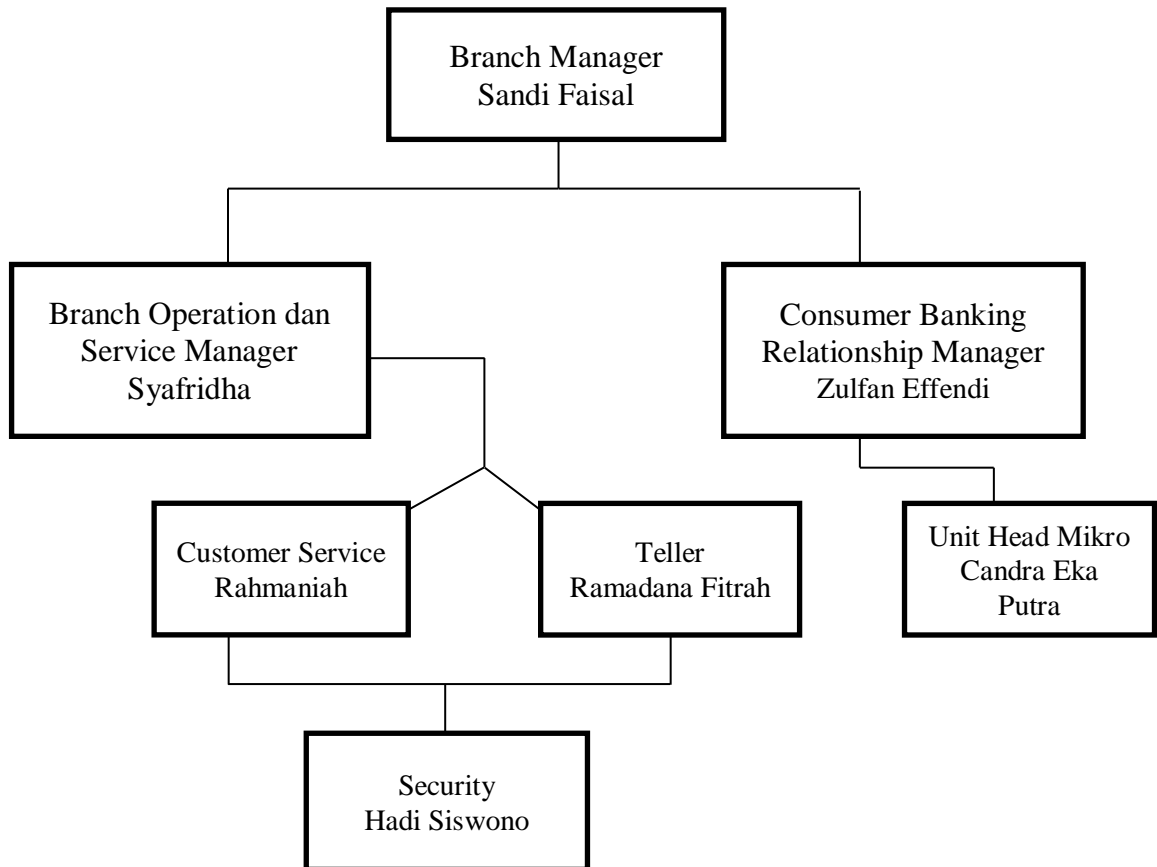 Branch Manager
Sandi Faisal
Branch Operation dan
Service Manager
Syafridha
Consumer Banking
Relationship Manager
Zulfan Effendi
Customer Service
Rahmaniah
Teller
Ramadana Fitrah
Unit Head Mikro
Candra Eka
Putra
Security
Hadi Siswono